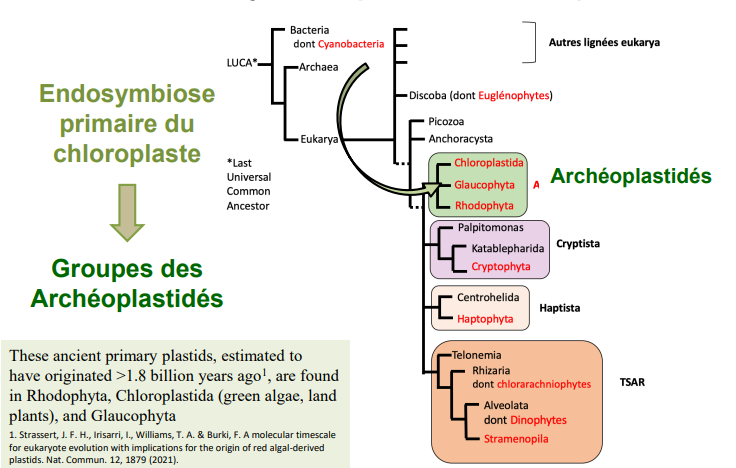 Bacteria
dont Cyanobacteria
LUCA*
Archaea
Eukarya
*Last
Universal
Common
Ancestor
Autres lignées eukarya
Discoba (dont Euglénophytes)
Picozoa
Anchoracysta
Chloroplastida
Glaucophyta
Rhodophyta
A
Archéoplastidés
Palpitomonas
Katablepharida
Cryptophyta
Cryptista
Centrohelida
Haptophyta
Haptista
Telonemia
Rhizaria
dont chlorarachniophytes
Alveolata
dont Dinophytes
Stramenopila
TSAR
Endosymbiose
primaire du
chloroplaste
Groupes des
Archéoplastidés
These ancient primary plastids, estimated to
have originated >1.8 billion years ago1, are found
in Rhodophyta, Chloroplastida (green algae, land
plants), and Glaucophyta
1. Strassert, J. F. H., Irisarri, I., Williams, T. A. & Burki, F. A molecular timescale
for eukaryote evolution with implications for the origin of red algal-derived
plastids. Nat. Commun. 12, 1879 (2021).